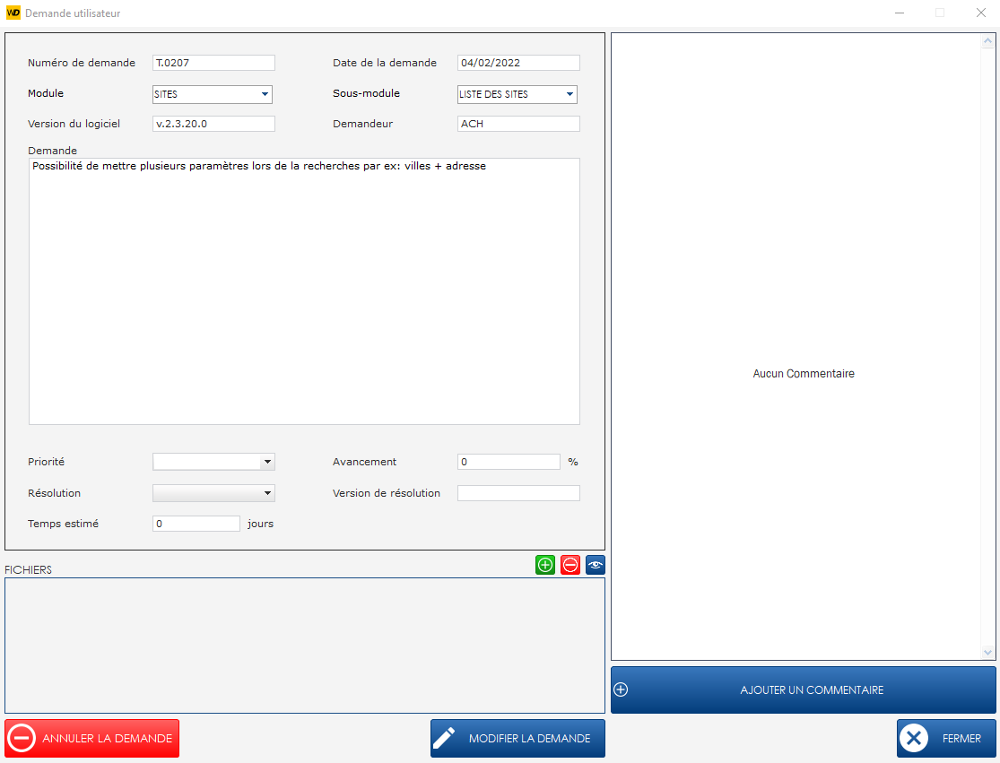 WD Demande utilisateur
Numéro de demande T.0207 Date de la demande 04/02/2022
Module SITES Sous-module LISTE DES SITES
Version du logiciel v.2.3.20.0 Demandeur ACH
Demande
Possibilité de mettre plusieurs paramètres lors de la recherches par ex: villes + adresse
Aucun Commentaire
Priorité Avancement 0 %
Résolution Version de résolution
Temps estimé 0 jours
FICHIERS
AJOUTER UN COMMENTAIRE
ANNULER LA DEMANDE MODIFIER LA DEMANDE FERMER